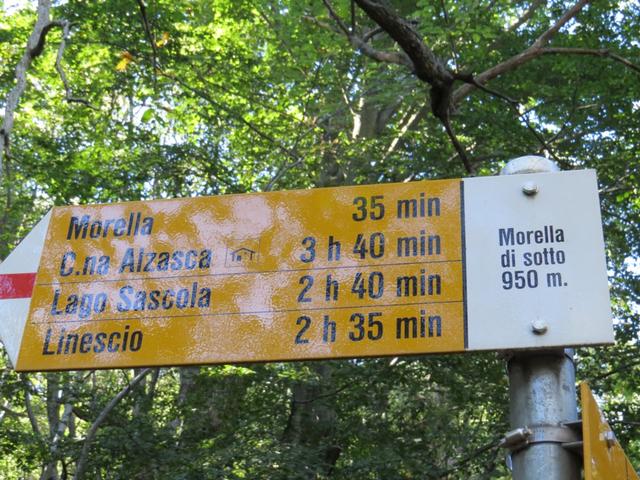 Morella 35 min
C.na Alzasca 3 h 40 min
Lago Sascola 2 h 40 min
Linescio 2 h 35 min
Morella
di sotto
950 m.